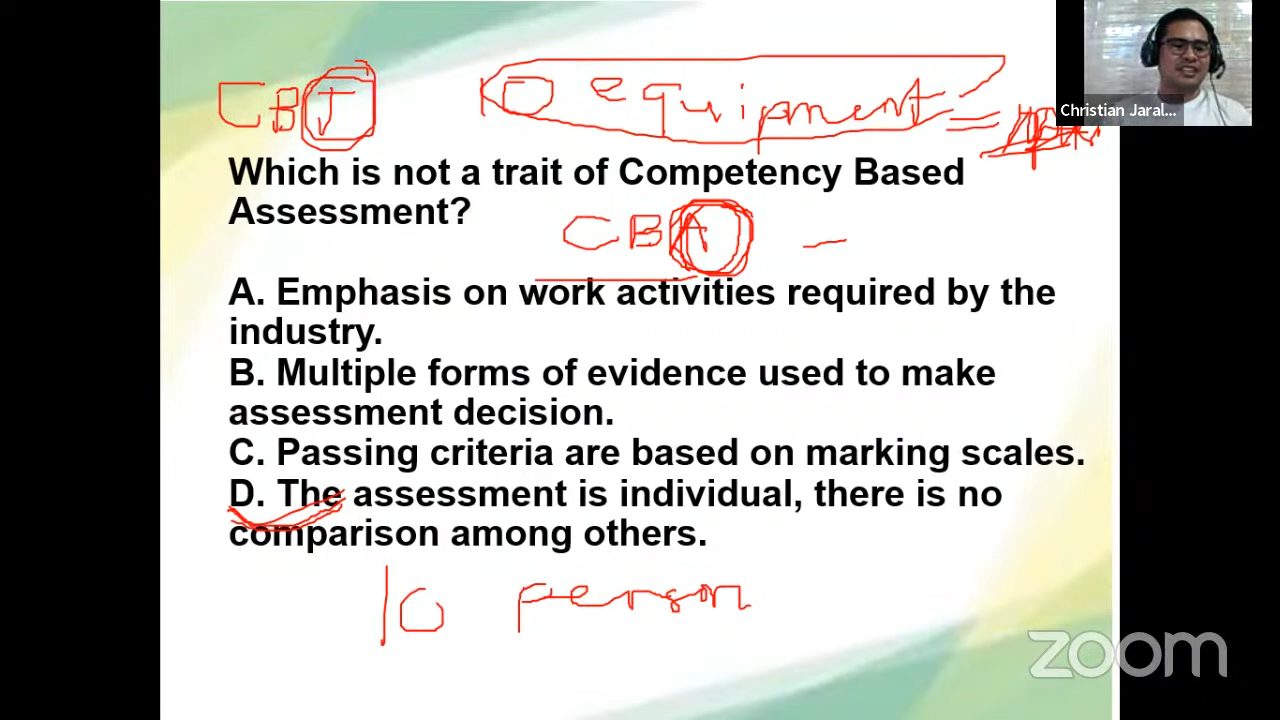 CBT 10 equipment =
Christian Jaral...
Which is not a trait of Competency Based
Assessment?
CBA -
A. Emphasis on work activities required by the
industry.
B. Multiple forms of evidence used to make
assessment decision.
C. Passing criteria are based on marking scales.
D. The assessment is individual, there is no
comparison among others.
10 person
zoom